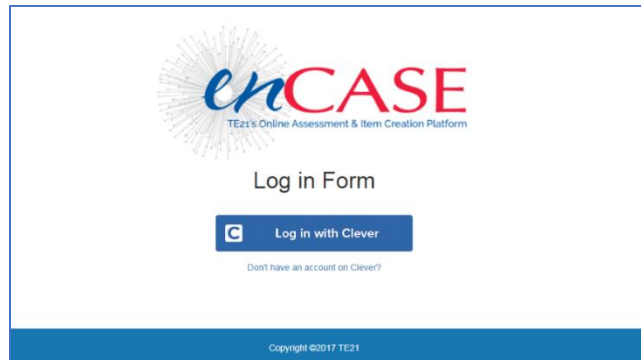 enCASE
TE21's Online Assessment & Item Creation Platform
Log in Form
C Log in with Clever
Don't have an account on Clever?
Copyright ©2017 TE21